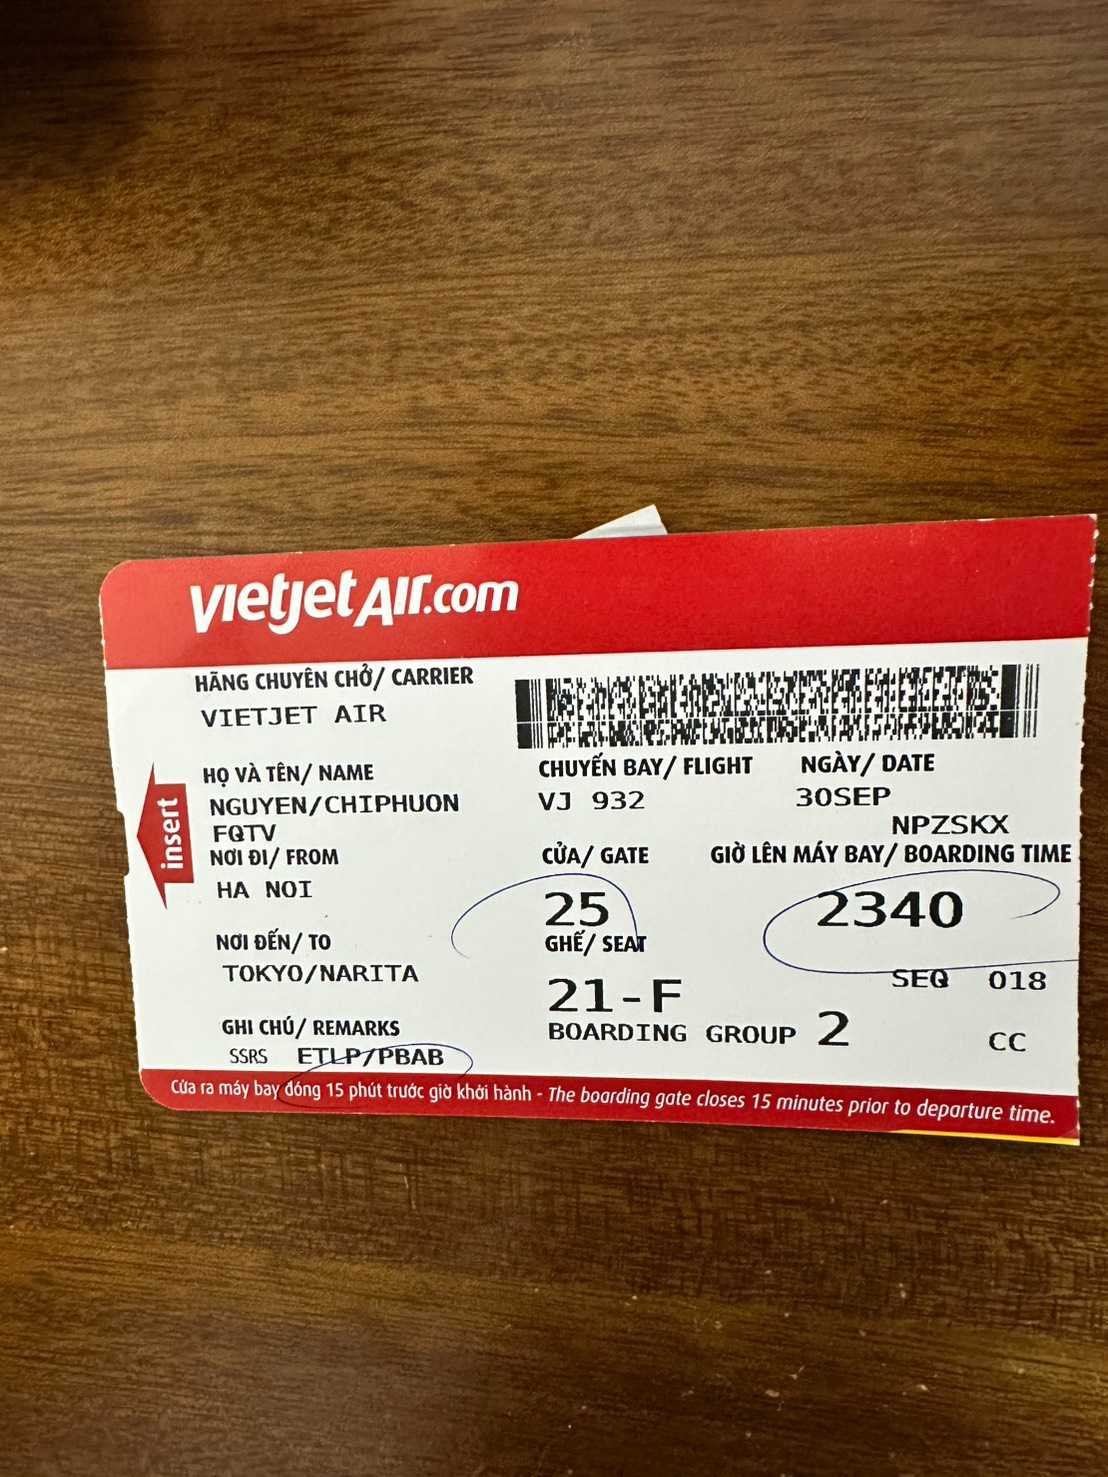 vietjetAir.com
HÃNG CHUYÊN CHỞ/ CARRIER
VIETJET AIR
HỌ VÀ TÊN/ NAME
NGUYEN/CHIPHUON
FQTV
NƠI ĐI/ FROM
HA NOI
NƠI ĐẾN/ TO
TOKYO/NARITA
GHI CHÚ/ REMARKS
SSRS ETLP/PBAB
CHUYẾN BAY/ FLIGHT
VJ 932
NGÀY/ DATE
30SEP
NPZSKX
CỬA/ GATE
25
GIỜ LÊN MÁY BAY/ BOARDING TIME
2340
GHẾ/ SEAT
21-F
SEQ 018
BOARDING GROUP 2
CC
insert
Cửa ra máy bay đóng 15 phút trước giờ khởi hành - The boarding gate closes 15 minutes prior to departure time.